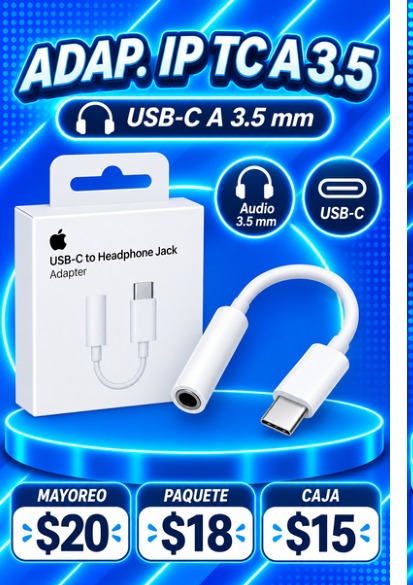 ADAP. IP TC A 3.5
USB-C A 3.5 mm
Audio
3.5 mm
USB-C
USB-C to Headphone Jack
Adapter
MAYOREO
$20
PAQUETE
$18
CAJA
$15